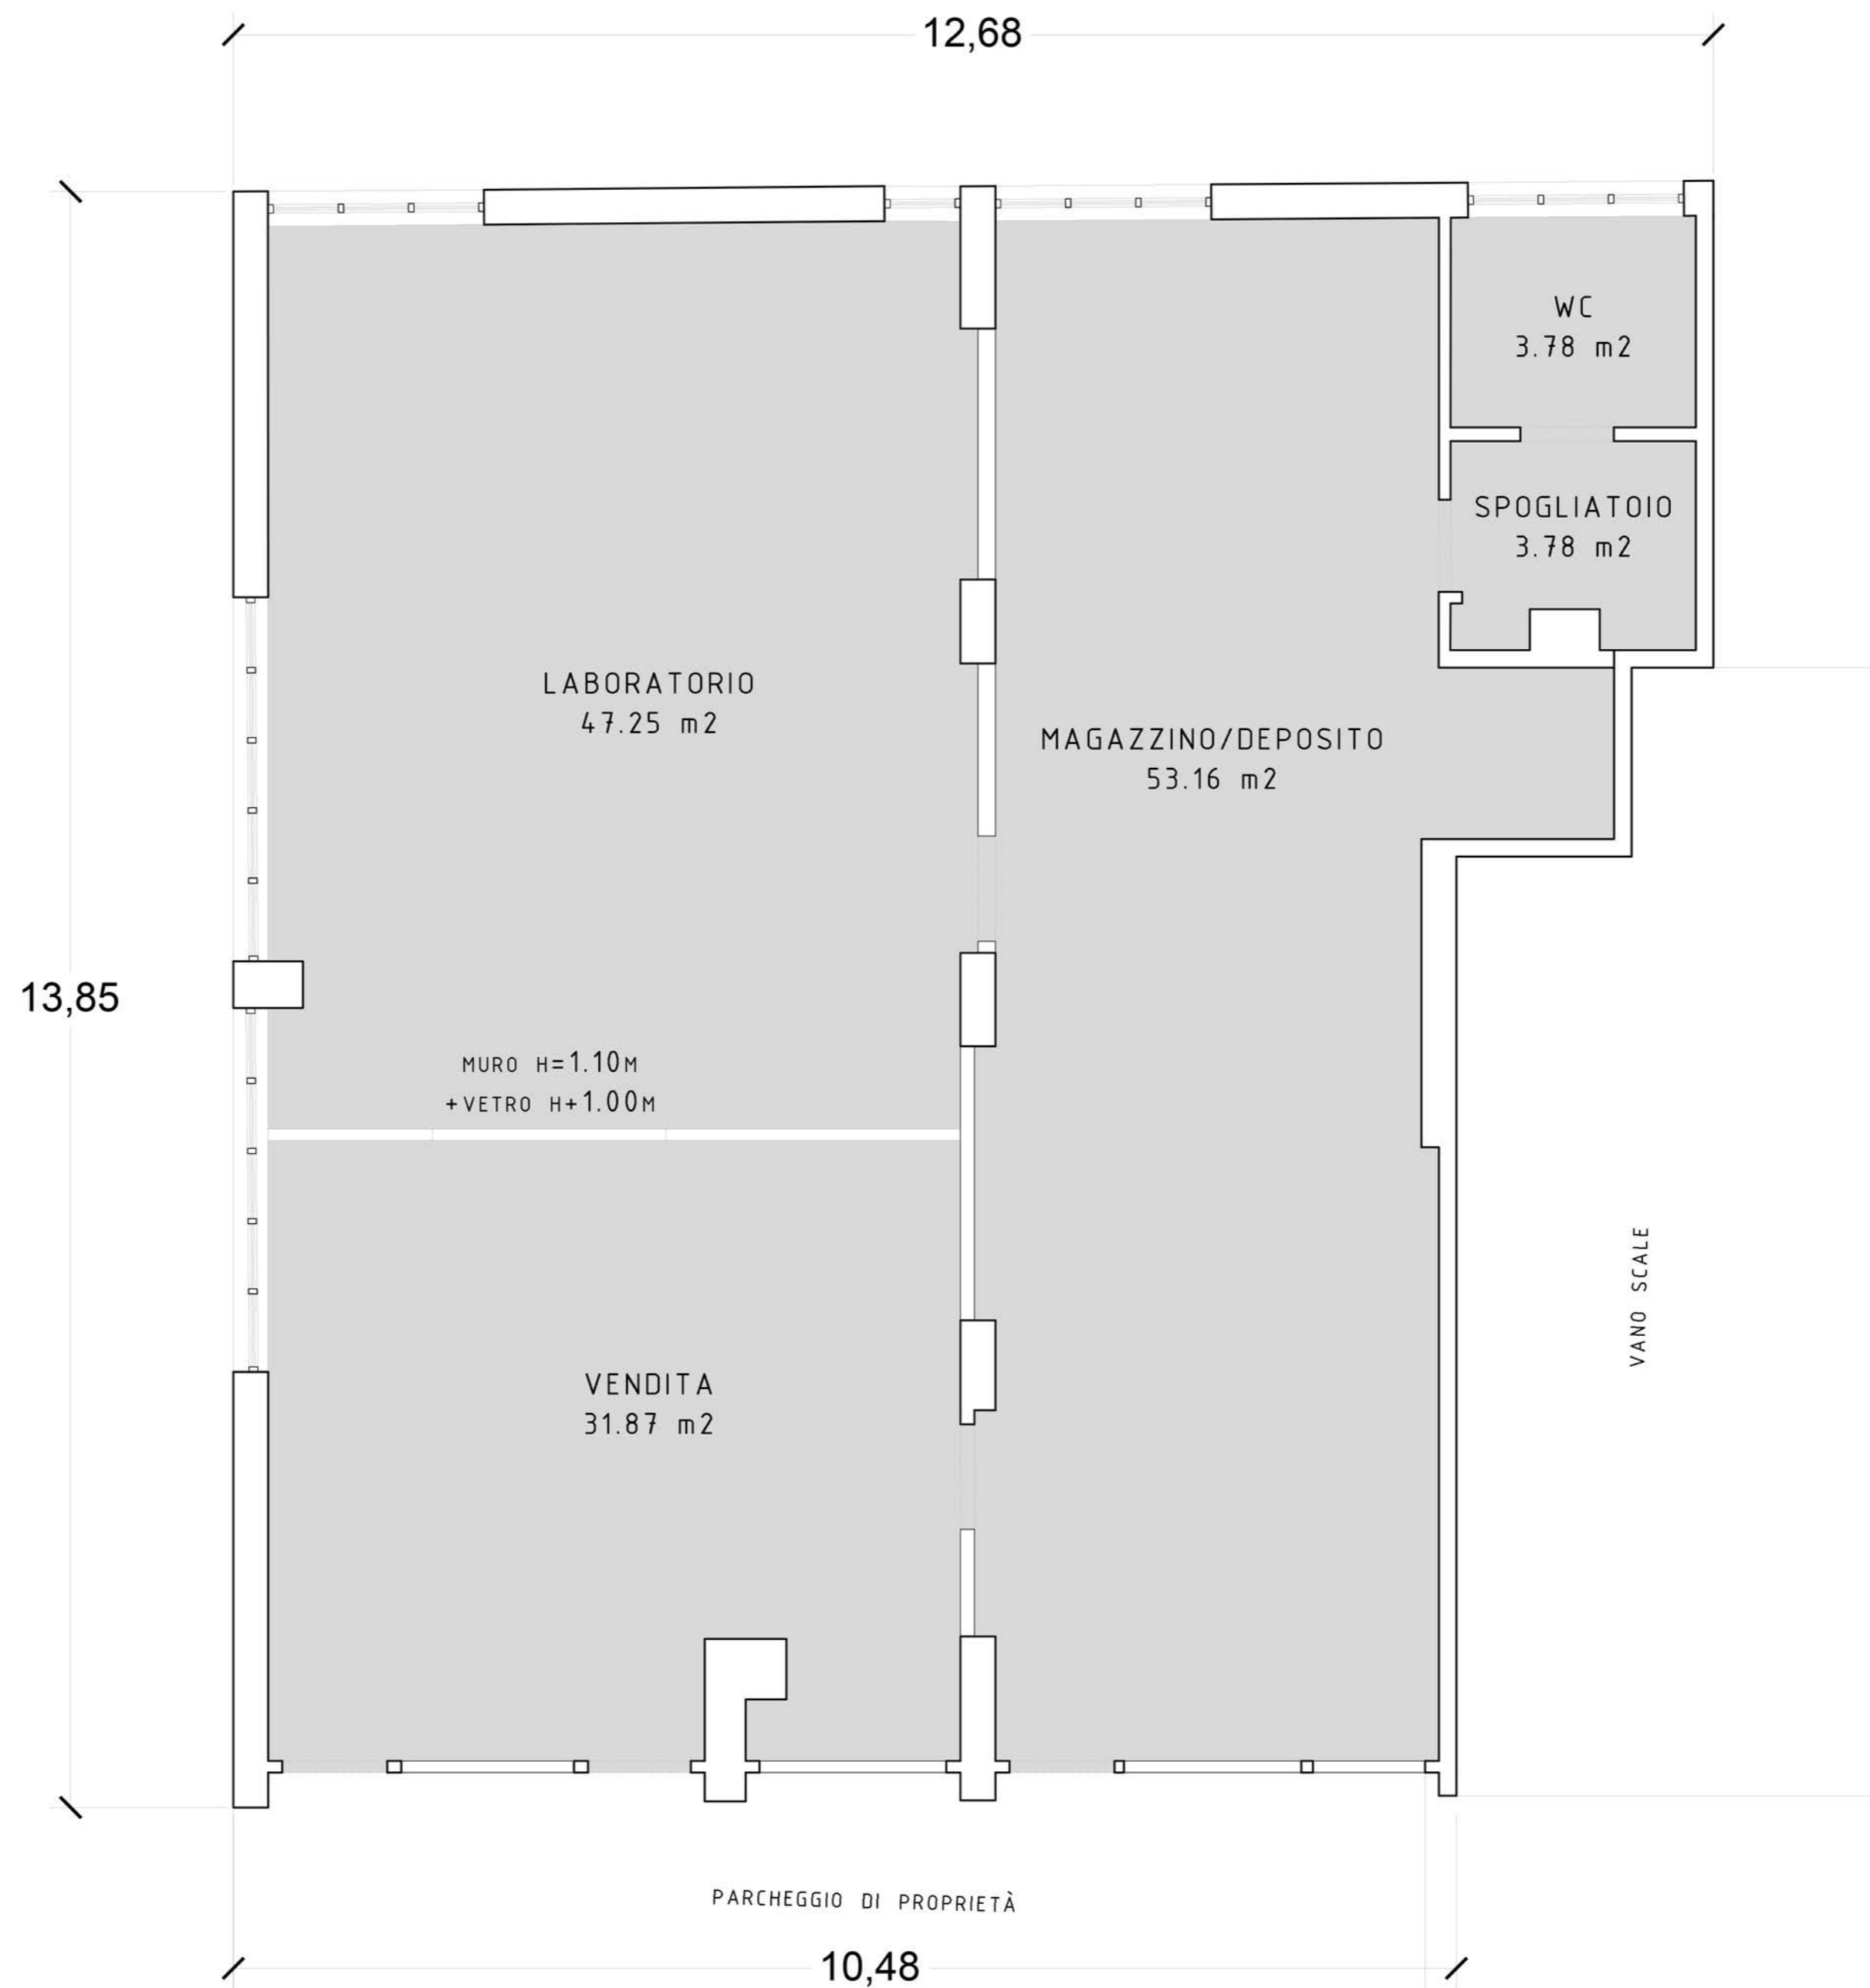 12,68
WC
3.78 m2
SPOGLIATOIO
3.78 m2
LABORATORIO
47.25 m2
MAGAZZINO/DEPOSITO
53.16 m2
13,85
MURO H=1.10M
+VETRO H+1.00M
VANO SCALE
VENDITA
31.87 m2
PARCHEGGIO DI PROPRIETÀ
10,48